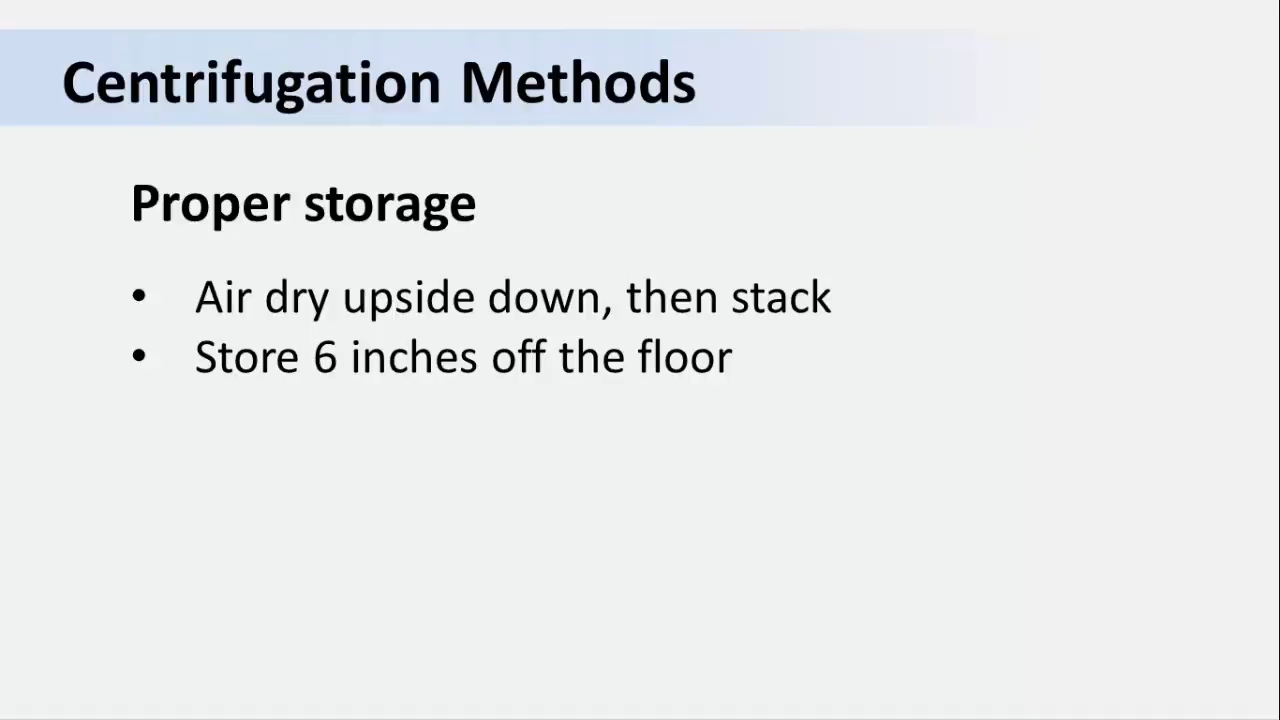 Centrifugation Methods
Proper storage
• Air dry upside down, then stack
• Store 6 inches off the floor